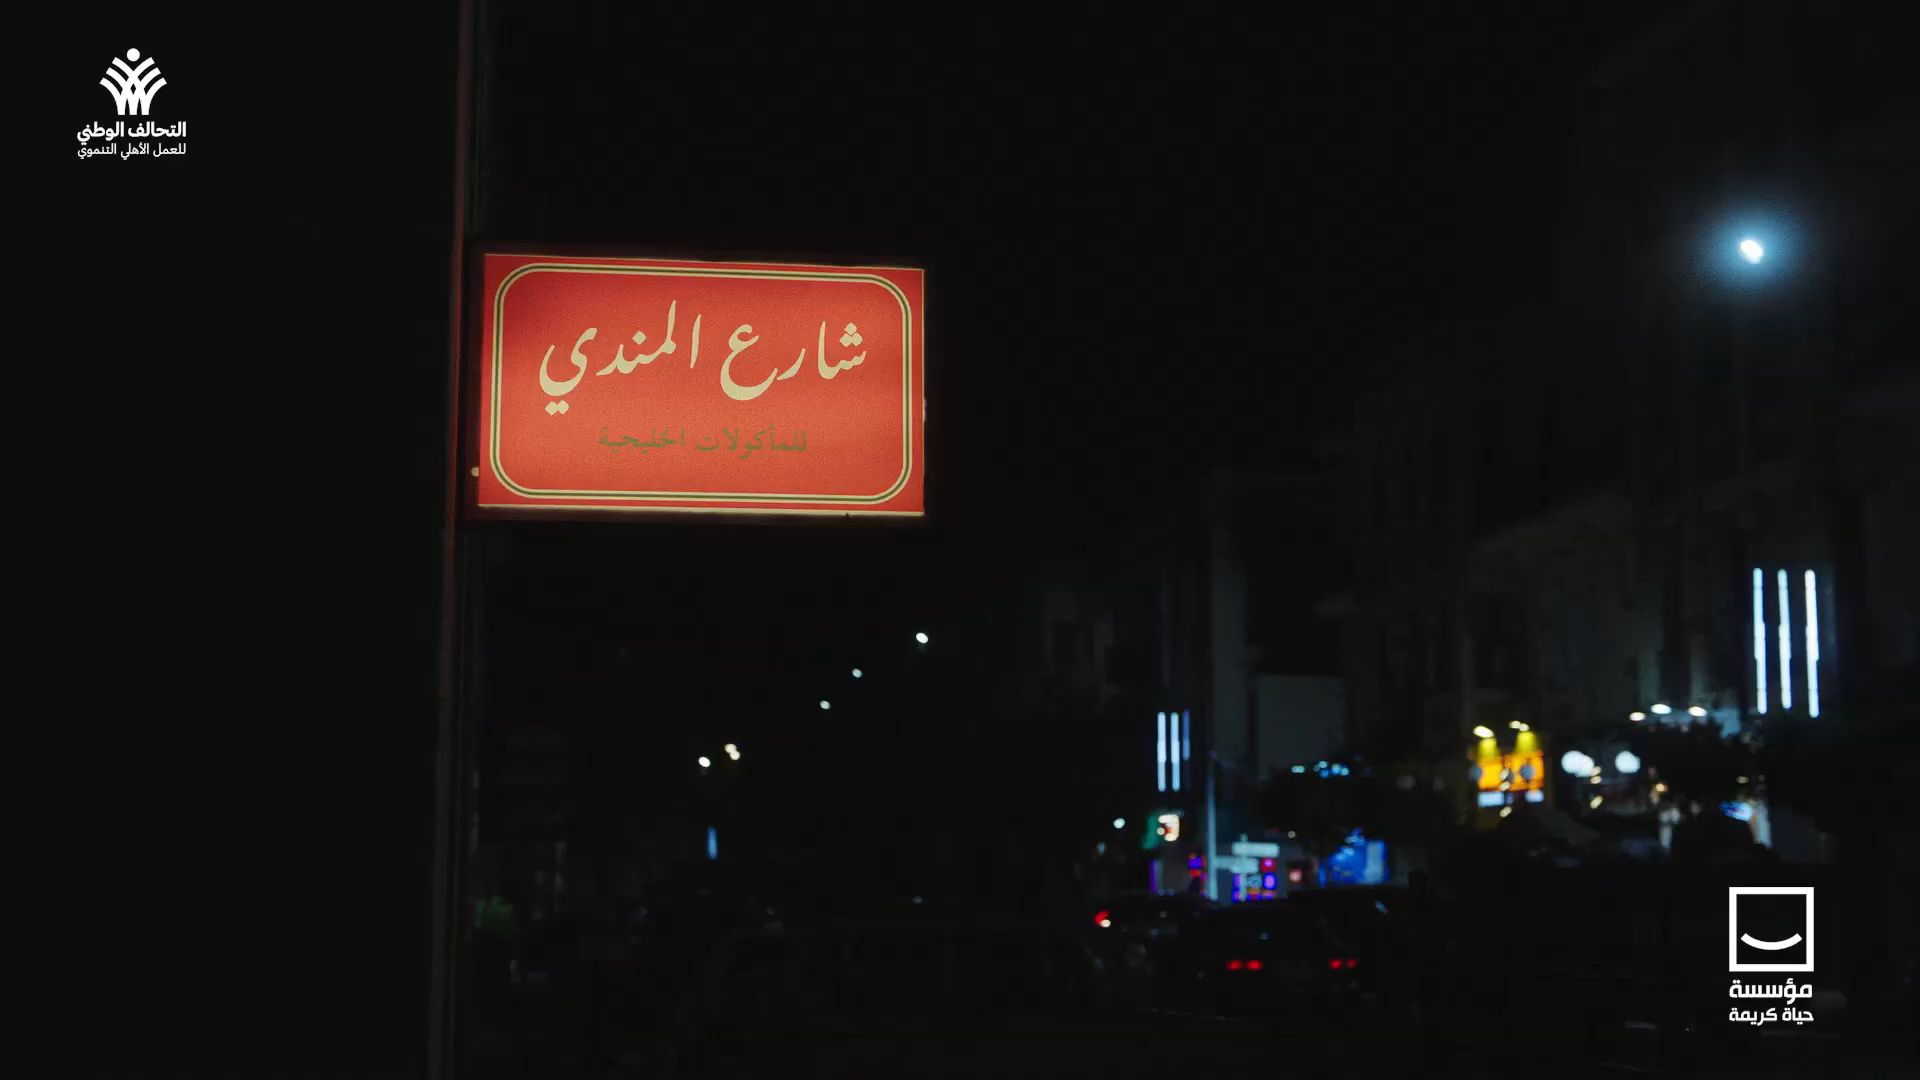 التحالف الوطني
للعمل الأهلي التنموي
شارع المندي
للمأكولات الخليجية
مؤسسة
حياة كريمة